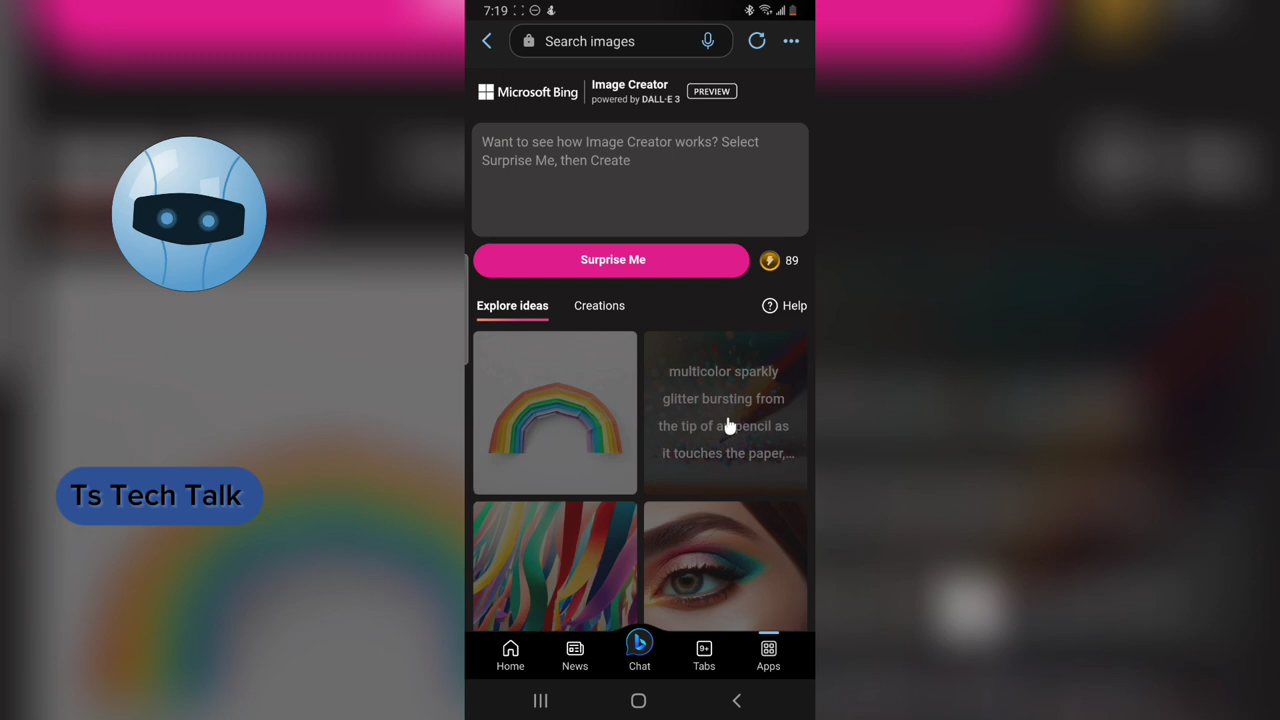 7:19
Search images
Microsoft Bing
Image Creator
powered by DALL·E 3
PREVIEW
Want to see how Image Creator works? Select
Surprise Me, then Create
Surprise Me
89
Explore ideas
Creations
Help
multicolor sparkly
glitter bursting from
the tip of a pencil as
it touches the paper,...
Ts Tech Talk
9+
Home
News
Chat
Tabs
Apps